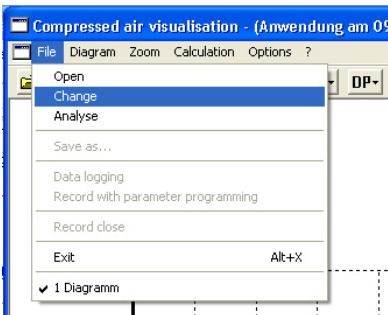 Compressed air visualisation - (Anwendung am 09
File Diagram Zoom Calculation Options ?
DP
Open
Change
Analyse
Save as...
Data logging
Record with parameter programming
Record close
Exit Alt+X
1 Diagramm